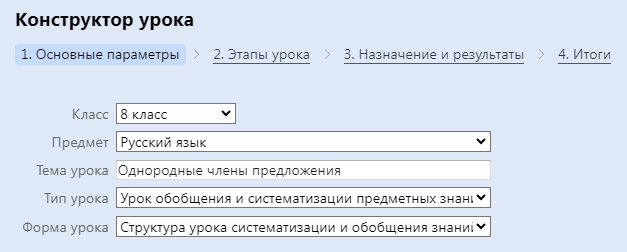 Конструктор урока
1. Основные параметры 2. Этапы урока 3. Назначение и результаты 4. Итоги
Класс 8 класс
Предмет Русский язык
Тема урока Однородные члены предложения
Тип урока Урок обобщения и систематизации предметных знани
Форма урока Структура урока систематизации и обобщения знаний